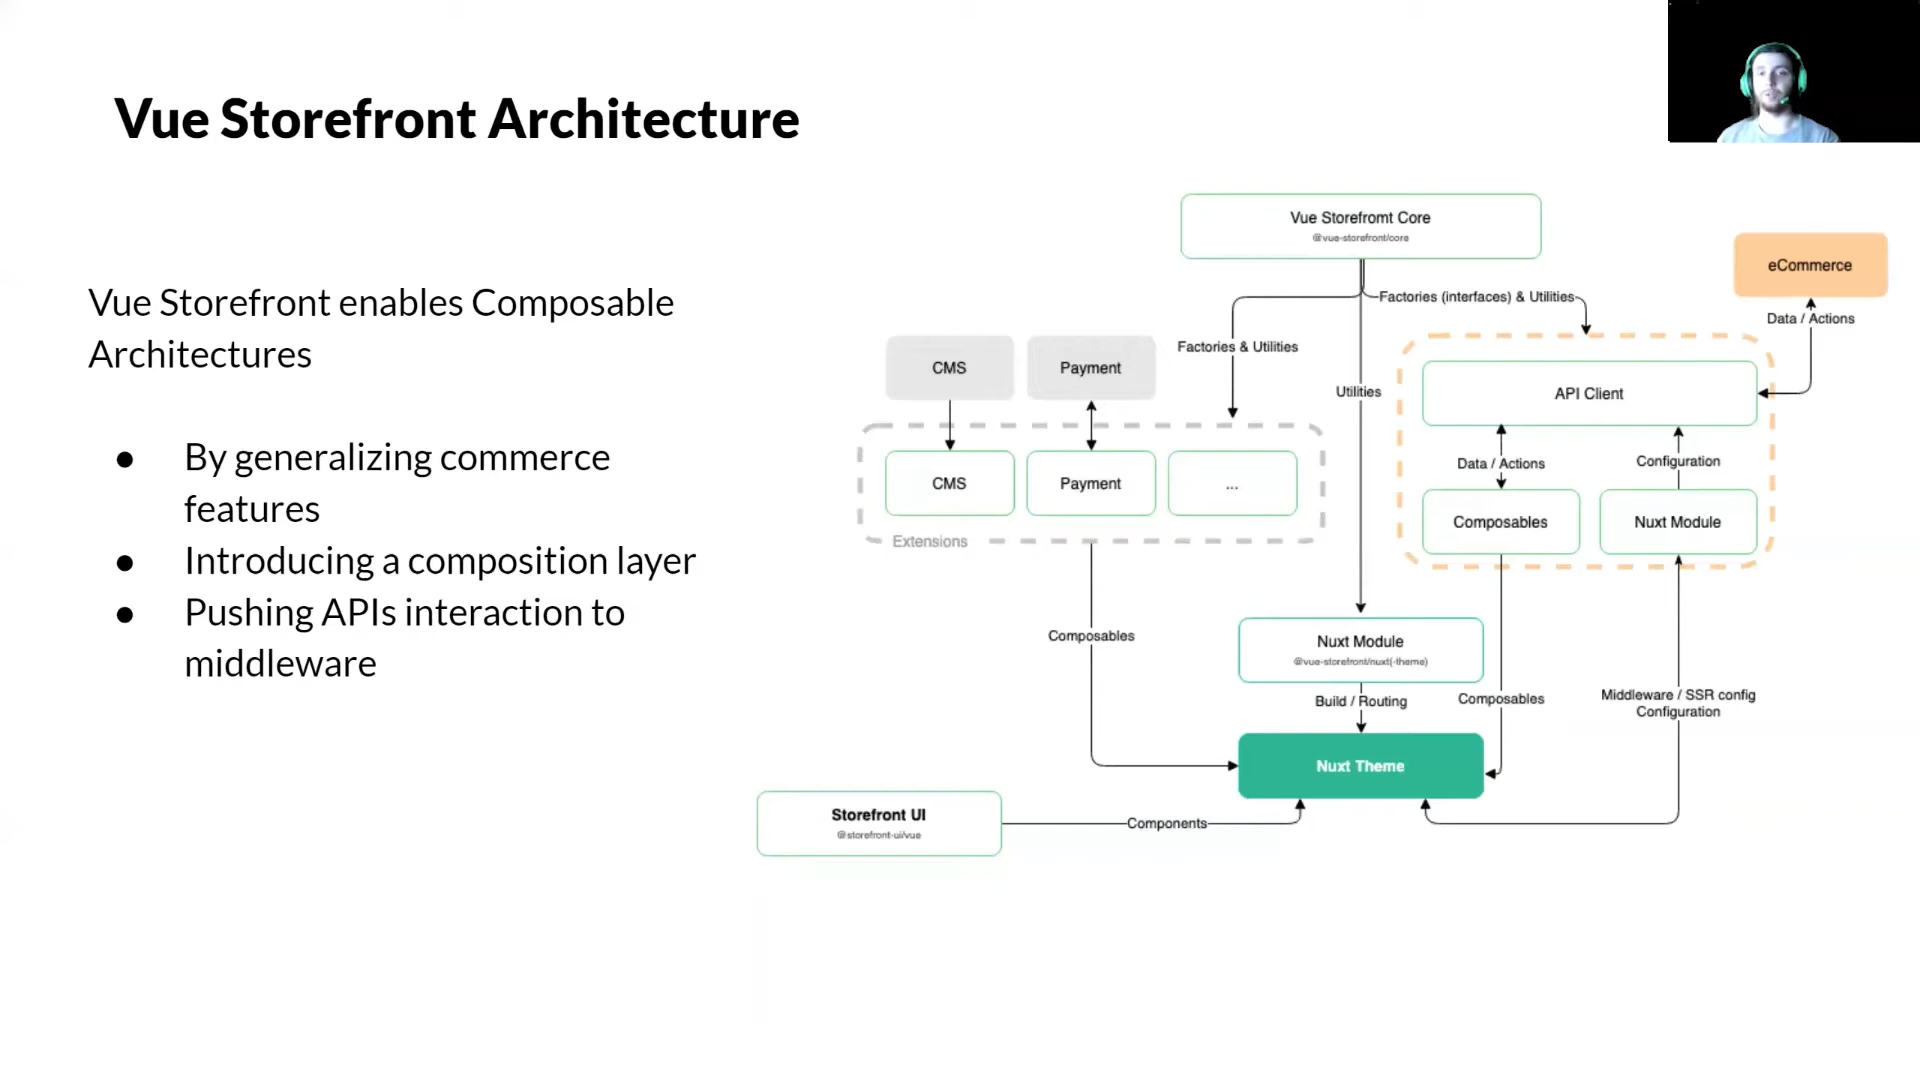 Vue Storefront Architecture
Vue Storefront enables Composable
Architectures
● By generalizing commerce
features
● Introducing a composition layer
● Pushing APIs interaction to
middleware
Vue Storefromt Core
@vue-storefront/core
eCommerce
Factories (interfaces) & Utilities
Data / Actions
Factories & Utilities
CMS
Payment
Utilities
API Client
Data / Actions
Configuration
CMS
Payment
...
Extensions
Composables
Nuxt Module
Composables
Nuxt Module
@vue-storefront/nuxt(-theme)
Build / Routing
Composables
Middleware / SSR config
Configuration
Nuxt Theme
Storefront UI
@storefront-ui/vue
Components